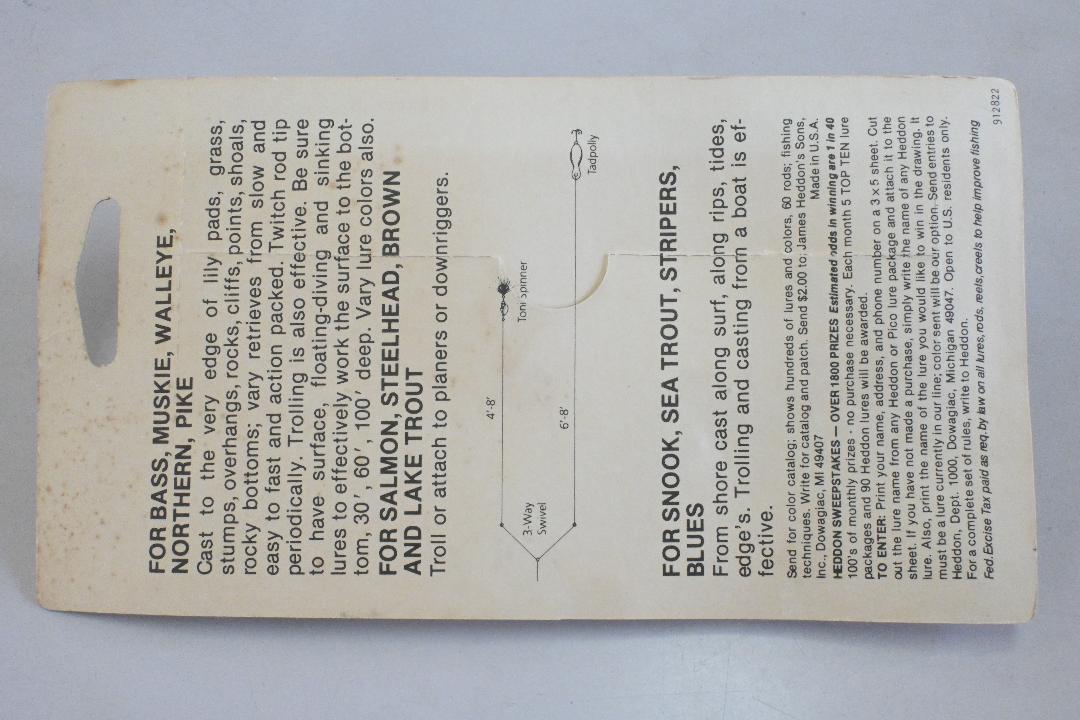 FOR BASS, MUSKIE, WALLEYE,
NORTHERN, PIKE
Cast to the very edge of lily pads, grass,
stumps, overhangs, rocks, cliffs, points, shoals,
rocky bottoms; vary retrieves from slow and
easy to fast and action packed. Twitch rod tip
periodically. Trolling is also effective. Be sure
to have surface, floating-diving and sinking
lures to effectively work the surface to the bot-
tom, 30', 60', 100' deep. Vary lure colors also.
FOR SALMON, STEELHEAD, BROWN
AND LAKE TROUT
Troll or attach to planers or downriggers.
4'-8'
Toni Spinner
3-Way
Swivel
6'-8'
Tadpolly
FOR SNOOK, SEA TROUT, STRIPERS,
BLUES
From shore cast along surf, along rips, tides,
edge's. Trolling and casting from a boat is ef-
fective.
Send for color catalog; shows hundreds of lures and colors, 60 rods; fishing
techniques. Write for catalog and patch. Send $2.00 to: James Heddon's Sons,
Inc., Dowagiac, MI 49407 Made in U.S.A.
HEDDON SWEEPSTAKES — OVER 1800 PRIZES Estimated odds in winning are 1 in 40
100's of monthly prizes - no purchase necessary. Each month 5 TOP TEN lure
packages and 90 Heddon lures will be awarded.
TO ENTER: Print your name, address, and phone number on a 3 x 5 sheet. Cut
out the lure name from any Heddon or Pico lure package and attach it to the
sheet. If you have not made a purchase, simply write the name of any Heddon
lure. Also, print the name of the lure you would like to win in the drawing. It
must be a lure currently in our line; color sent will be our option. Send entries to
Heddon, Dept. 1000, Dowagiac, Michigan 49047. Open to U.S. residents only.
For a complete set of rules, write to Heddon.
Fed. Excise Tax paid as req. by law on all lures, rods, reels, creels to help improve fishing
912822